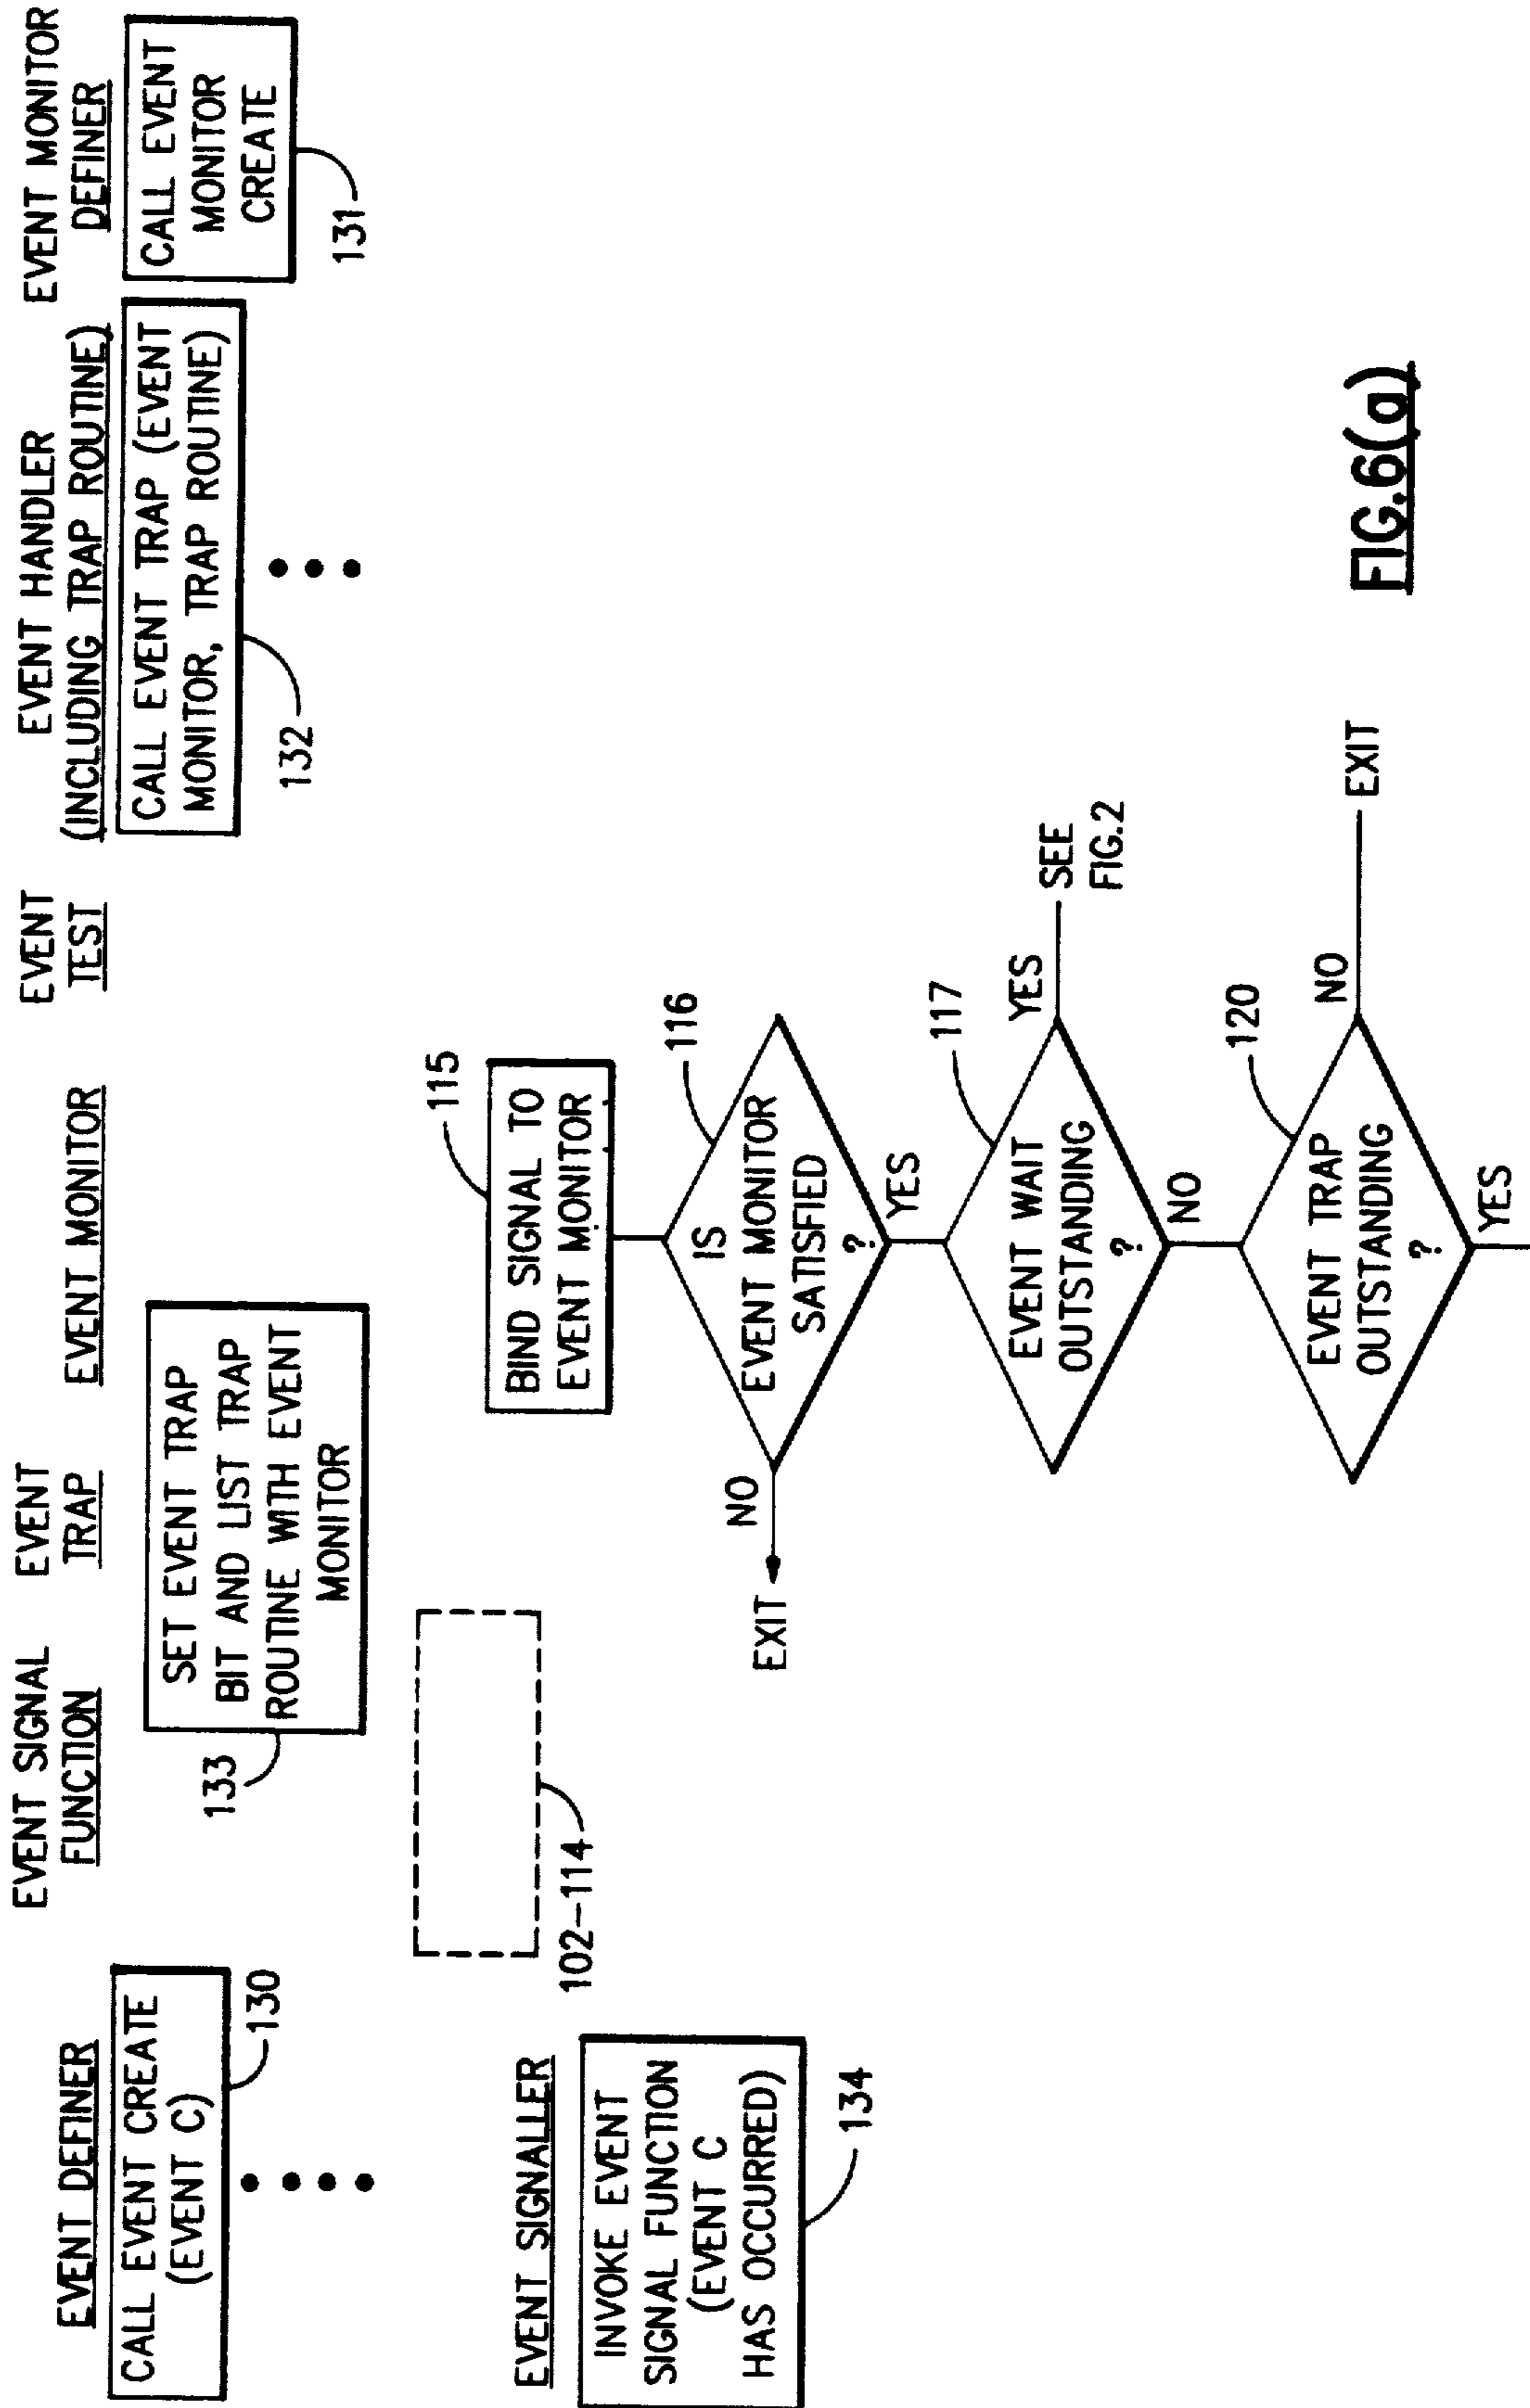 EVENT DEFINER
CALL EVENT CREATE
(EVENT C)
130
EVENT SIGNALLER
INVOKE EVENT
SIGNAL FUNCTION
(EVENT C
HAS OCCURRED)
134
EVENT SIGNAL
FUNCTION
102-114
EVENT
TRAP
SET EVENT TRAP
BIT AND LIST TRAP
ROUTINE WITH EVENT
MONITOR
133
EVENT MONITOR
BIND SIGNAL TO
EVENT MONITOR
115
IS
EVENT MONITOR
SATISFIED
?
116
NO
EXIT
YES
EVENT WAIT
OUTSTANDING
?
117
YES
SEE
FIG.2
NO
EVENT TRAP
OUTSTANDING
?
120
NO
EXIT
YES
EVENT
TEST
EVENT HANDLER
(INCLUDING TRAP ROUTINE)
CALL EVENT TRAP (EVENT
MONITOR, TRAP ROUTINE)
132
EVENT MONITOR
DEFINER
CALL EVENT
MONITOR
CREATE
131
FIG.6(a)